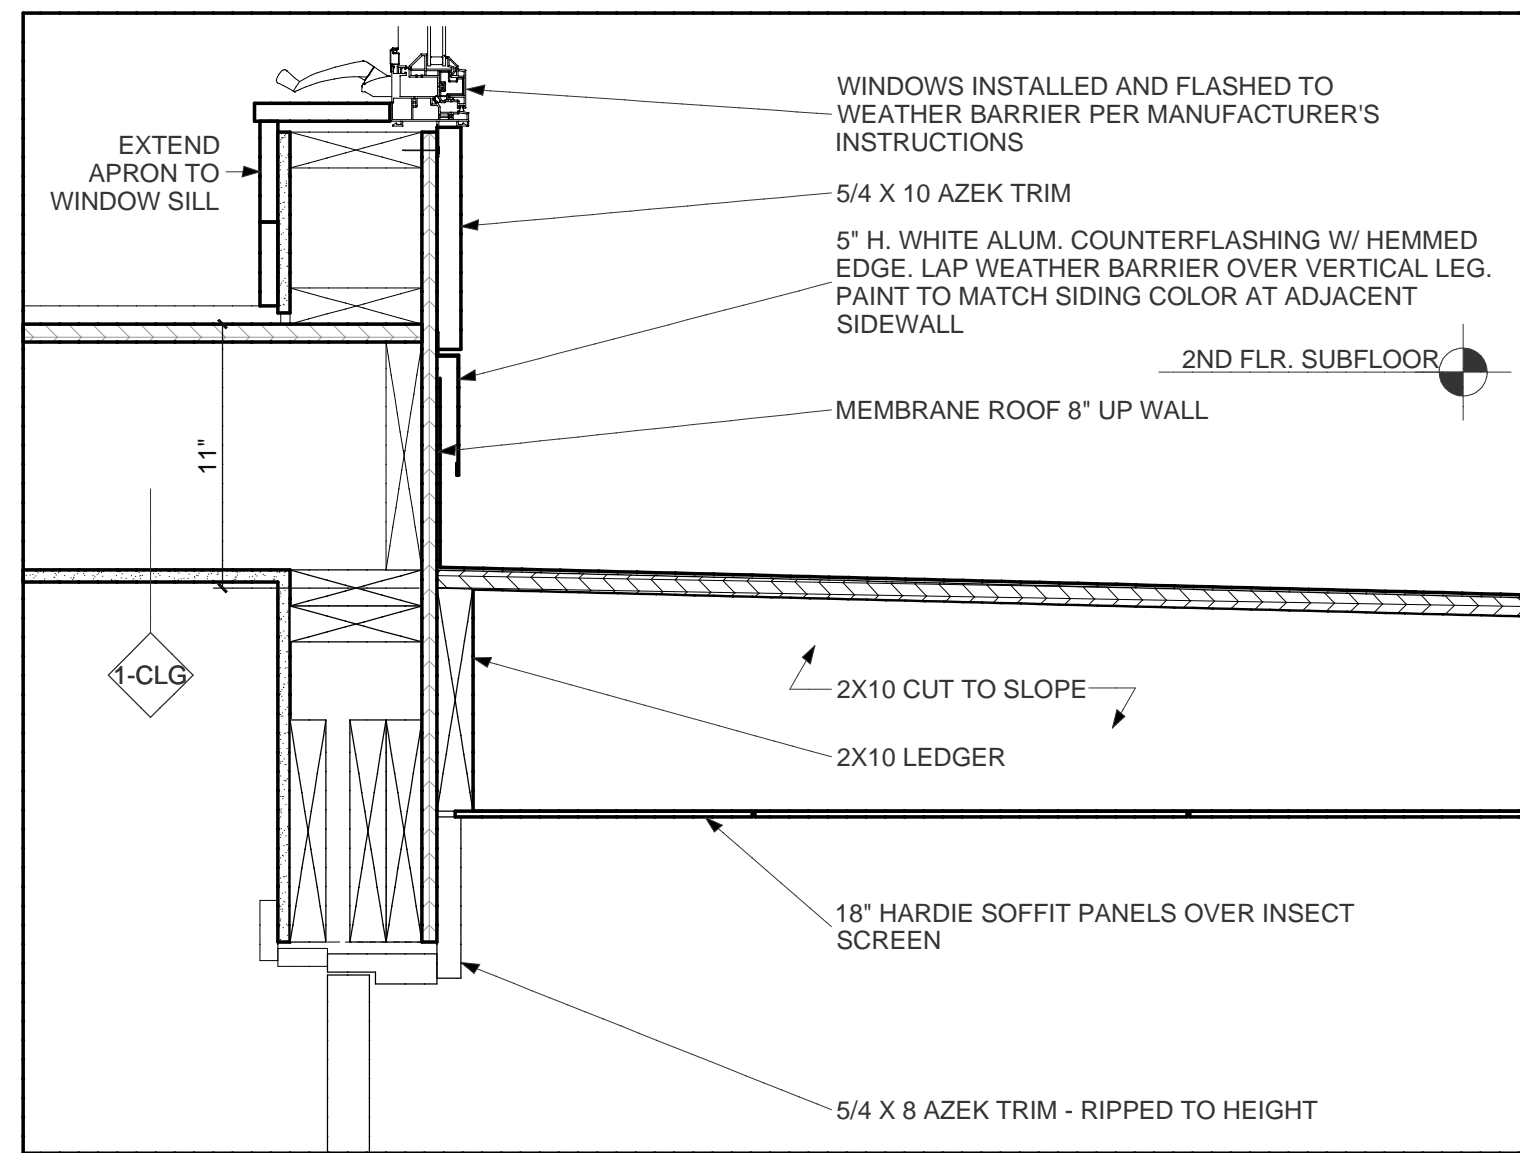 WINDOWS INSTALLED AND FLASHED TO
WEATHER BARRIER PER MANUFACTURER'S
INSTRUCTIONS
EXTEND
APRON TO
WINDOW SILL
5/4 X 10 AZEK TRIM
5" H. WHITE ALUM. COUNTERFLASHING W/ HEMMED
EDGE. LAP WEATHER BARRIER OVER VERTICAL LEG.
PAINT TO MATCH SIDING COLOR AT ADJACENT
SIDEWALL
2ND FLR. SUBFLOOR
MEMBRANE ROOF 8" UP WALL
11"
1-CLG
2X10 CUT TO SLOPE
2X10 LEDGER
18" HARDIE SOFFIT PANELS OVER INSECT
SCREEN
5/4 X 8 AZEK TRIM - RIPPED TO HEIGHT